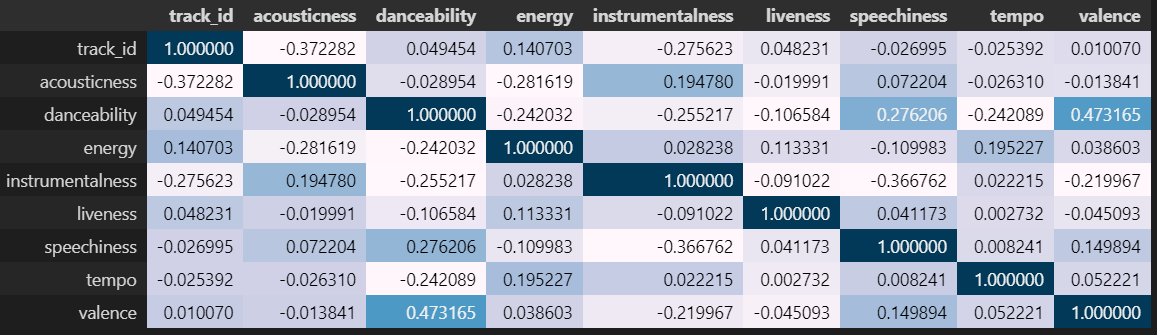 track_id acousticness danceability energy instrumentalness liveness speechiness tempo valence
track_id 1.000000 -0.372282 0.049454 0.140703 -0.275623 0.048231 -0.026995 -0.025392 0.010070
acousticness -0.372282 1.000000 -0.028954 -0.281619 0.194780 -0.019991 0.072204 -0.026310 -0.013841
danceability 0.049454 -0.028954 1.000000 -0.242032 -0.255217 -0.106584 0.276206 -0.242089 0.473165
energy 0.140703 -0.281619 -0.242032 1.000000 0.028238 0.113331 -0.109983 0.195227 0.038603
instrumentalness -0.275623 0.194780 -0.255217 0.028238 1.000000 -0.091022 -0.366762 0.022215 -0.219967
liveness 0.048231 -0.019991 -0.106584 0.113331 -0.091022 1.000000 0.041173 0.002732 -0.045093
speechiness -0.026995 0.072204 0.276206 -0.109983 -0.366762 0.041173 1.000000 0.008241 0.149894
tempo -0.025392 -0.026310 -0.242089 0.195227 0.022215 0.002732 0.008241 1.000000 0.052221
valence 0.010070 -0.013841 0.473165 0.038603 -0.219967 -0.045093 0.149894 0.052221 1.000000